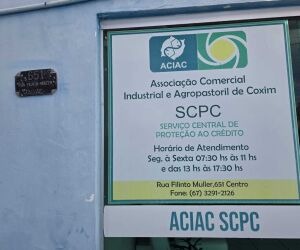 651
ACIAC
Associação Comercial
Industrial e Agropastoril de Coxim
SCPC
SERVIÇO CENTRAL DE
PROTEÇÃO AO CRÉDITO
Horário de Atendimento
Seg. à Sexta 07:30 hs às 11 hs
e das 13 hs às 17:30 hs
Rua Filinto Muller,651 Centro
Fone: (67) 3291-2126
ACIAC SCPC